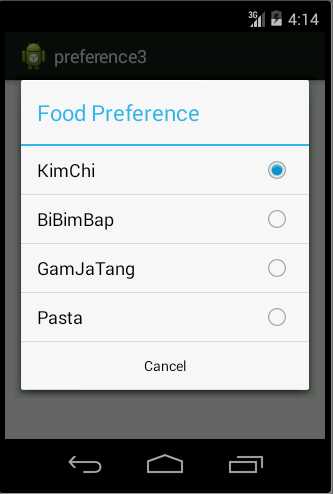 3G 4:14
preference3
Food Preference
KimChi
BiBimBap
GamJaTang
Pasta
Cancel